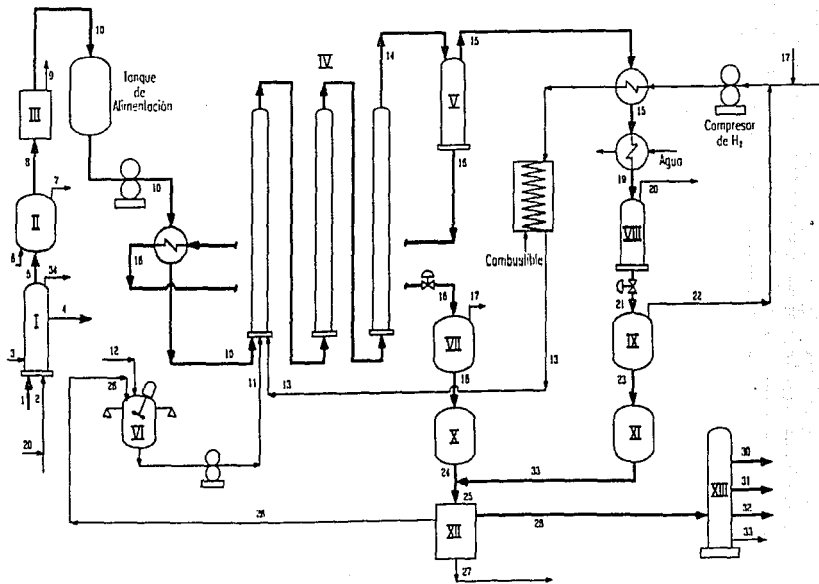 10
9
III
8
7
II
6
5
34
I
4
3
1
2
20
Tanque de
Alimentación
10
16
15
12
26
VI
26
IV
11
13
14
V
15
16
16
17
VII
18
X
24
25
XII
27
28
33
Combustible
13
15
Agua
19
20
VIII
21
22
IX
23
XI
Compresor
de H₂
17
XIII
30
31
32
33